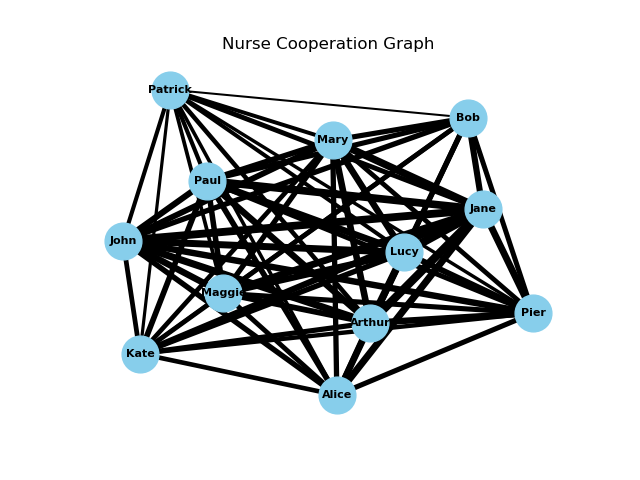 Nurse Cooperation Graph
Patrick
Bob
Mary
Paul
Jane
John
Lucy
Maggie
Pier
Arthur
Kate
Alice